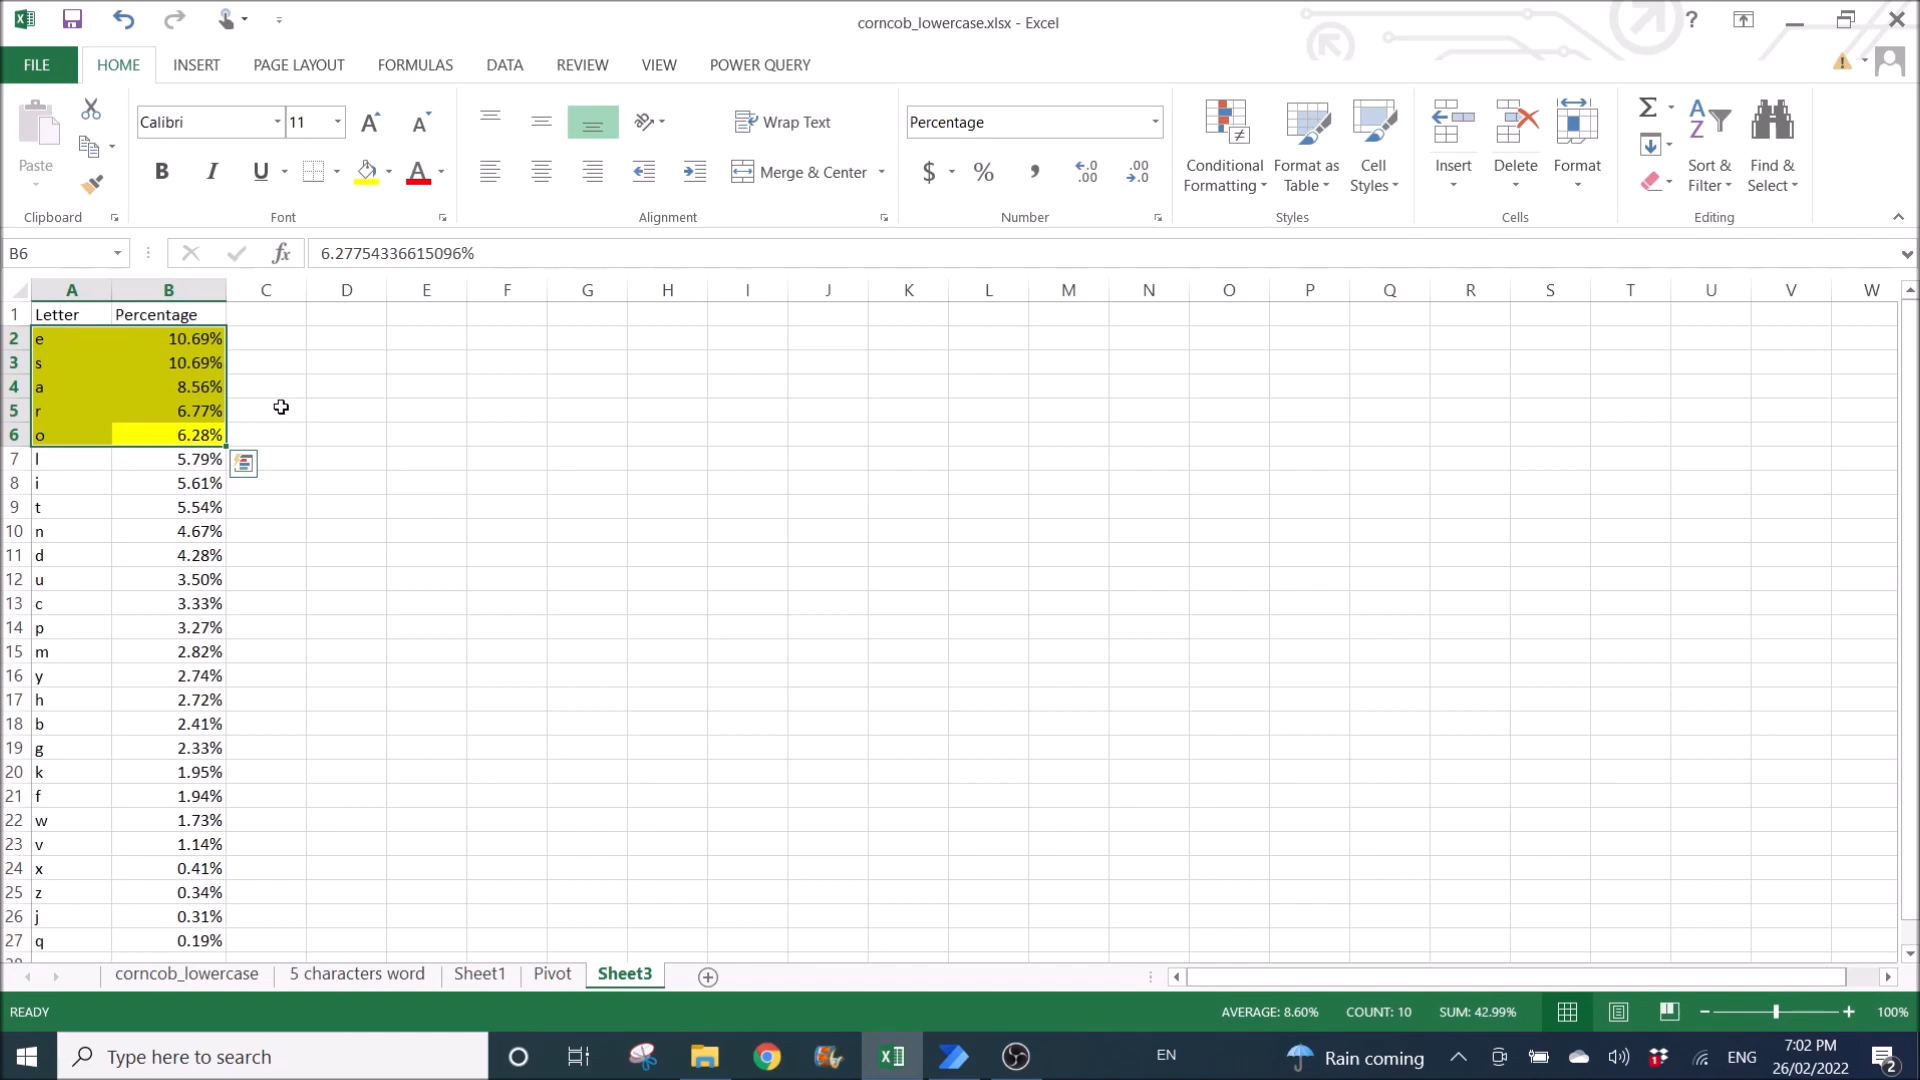 corncob_lowercase.xlsx - Excel
?
FILE HOME INSERT PAGE LAYOUT FORMULAS DATA REVIEW VIEW POWER QUERY
Paste
Clipboard
Calibri 11
A A
B I U A
Font
Wrap Text
Merge & Center
Alignment
Percentage
$ % , ←.0 .00 .00 →.0
Number
Conditional Formatting
Format as Table
Cell Styles
Styles
Insert
Delete
Format
Cells
Σ
Sort & Filter
Find & Select
Editing
B6 fx 6.27754336615096%
A B C D E F G H I J K L M N O P Q R S T U V W
1 Letter Percentage
2 e 10.69%
3 s 10.69%
4 a 8.56%
5 r 6.77%
6 o 6.28%
7 l 5.79%
8 i 5.61%
9 t 5.54%
10 n 4.67%
11 d 4.28%
12 u 3.50%
13 c 3.33%
14 p 3.27%
15 m 2.82%
16 y 2.74%
17 h 2.72%
18 b 2.41%
19 g 2.33%
20 k 1.95%
21 f 1.94%
22 w 1.73%
23 v 1.14%
24 x 0.41%
25 z 0.34%
26 j 0.31%
27 q 0.19%
corncob_lowercase 5 characters word Sheet1 Pivot Sheet3
READY AVERAGE: 8.60% COUNT: 10 SUM: 42.99% 100%
Type here to search
EN
Rain coming
ENG
7:02 PM
26/02/2022
2